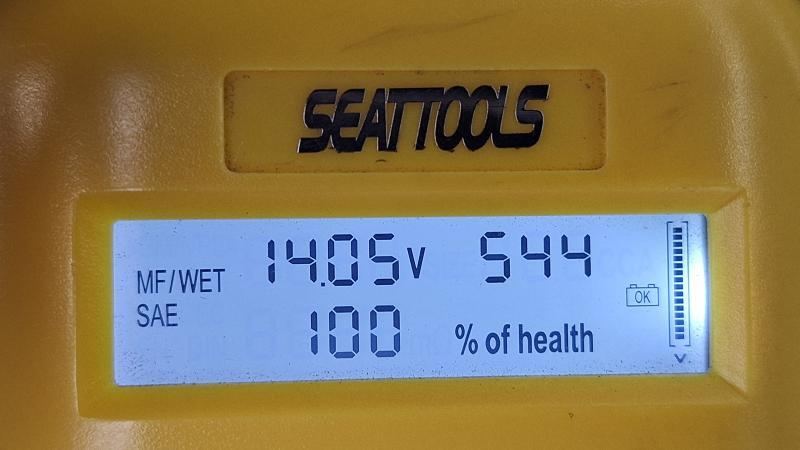 SEATTOOLS
MF/WET 14.05V 544
SAE 100 % of health
OK